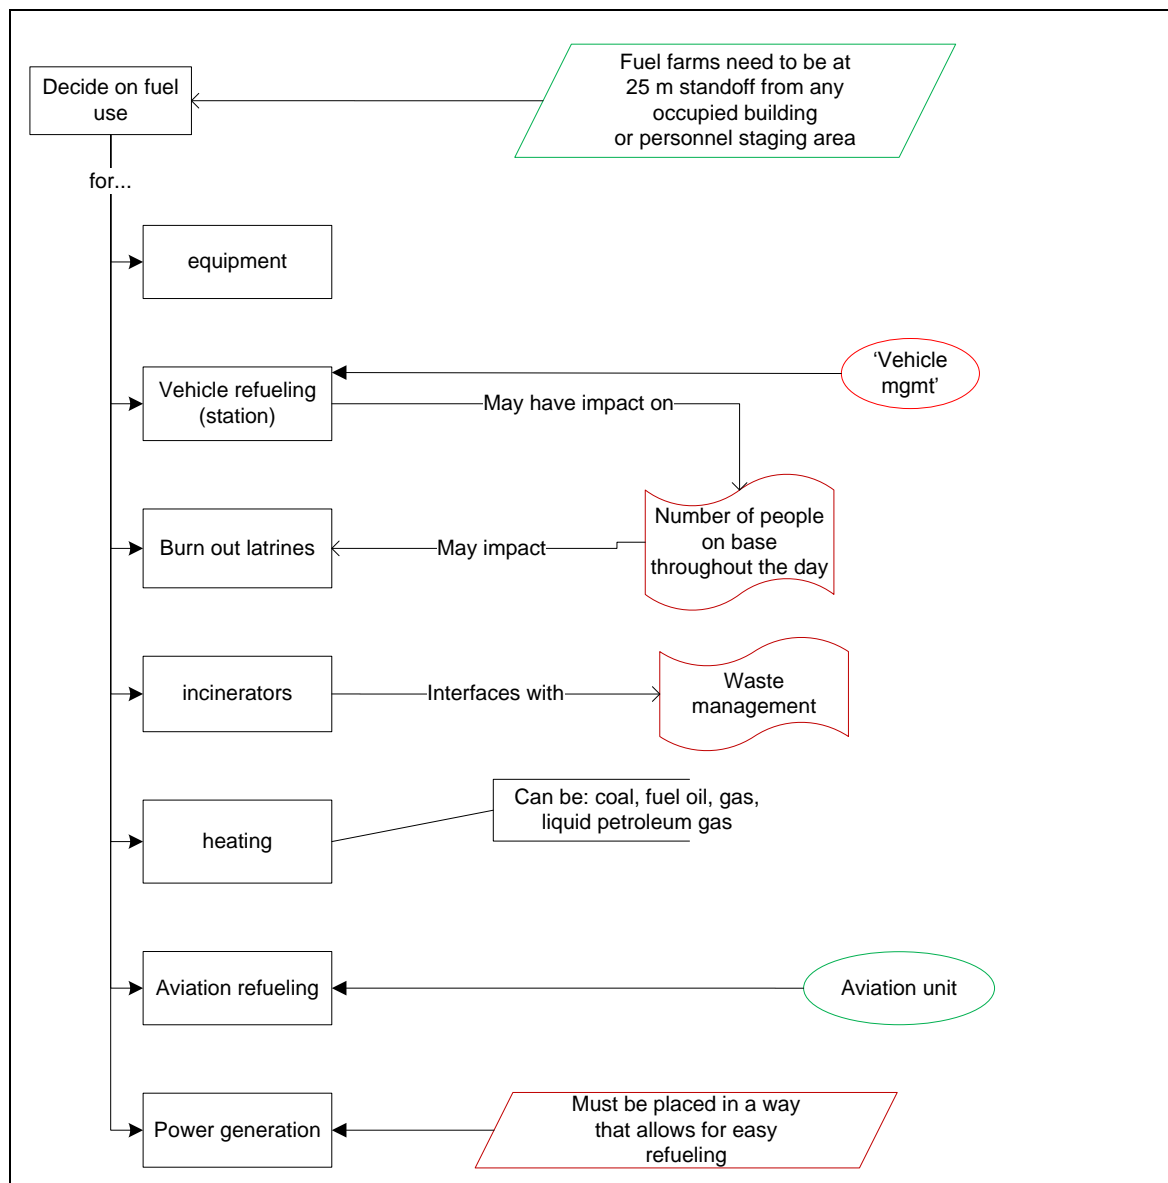 Decide on fuel
use
Fuel farms need to be at
25 m standoff from any
occupied building
or personnel staging area
for...
equipment
Vehicle refueling
(station)
‘Vehicle
mgmt’
May have impact on
Number of people
on base
throughout the day
May impact
Burn out latrines
incinerators
Interfaces with
Waste
management
heating
Can be: coal, fuel oil, gas,
liquid petroleum gas
Aviation refueling
Aviation unit
Power generation
Must be placed in a way
that allows for easy
refueling